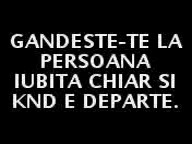 GANDESTE-TE LA
PERSOANA
IUBITA CHIAR SI
KND E DEPARTE.